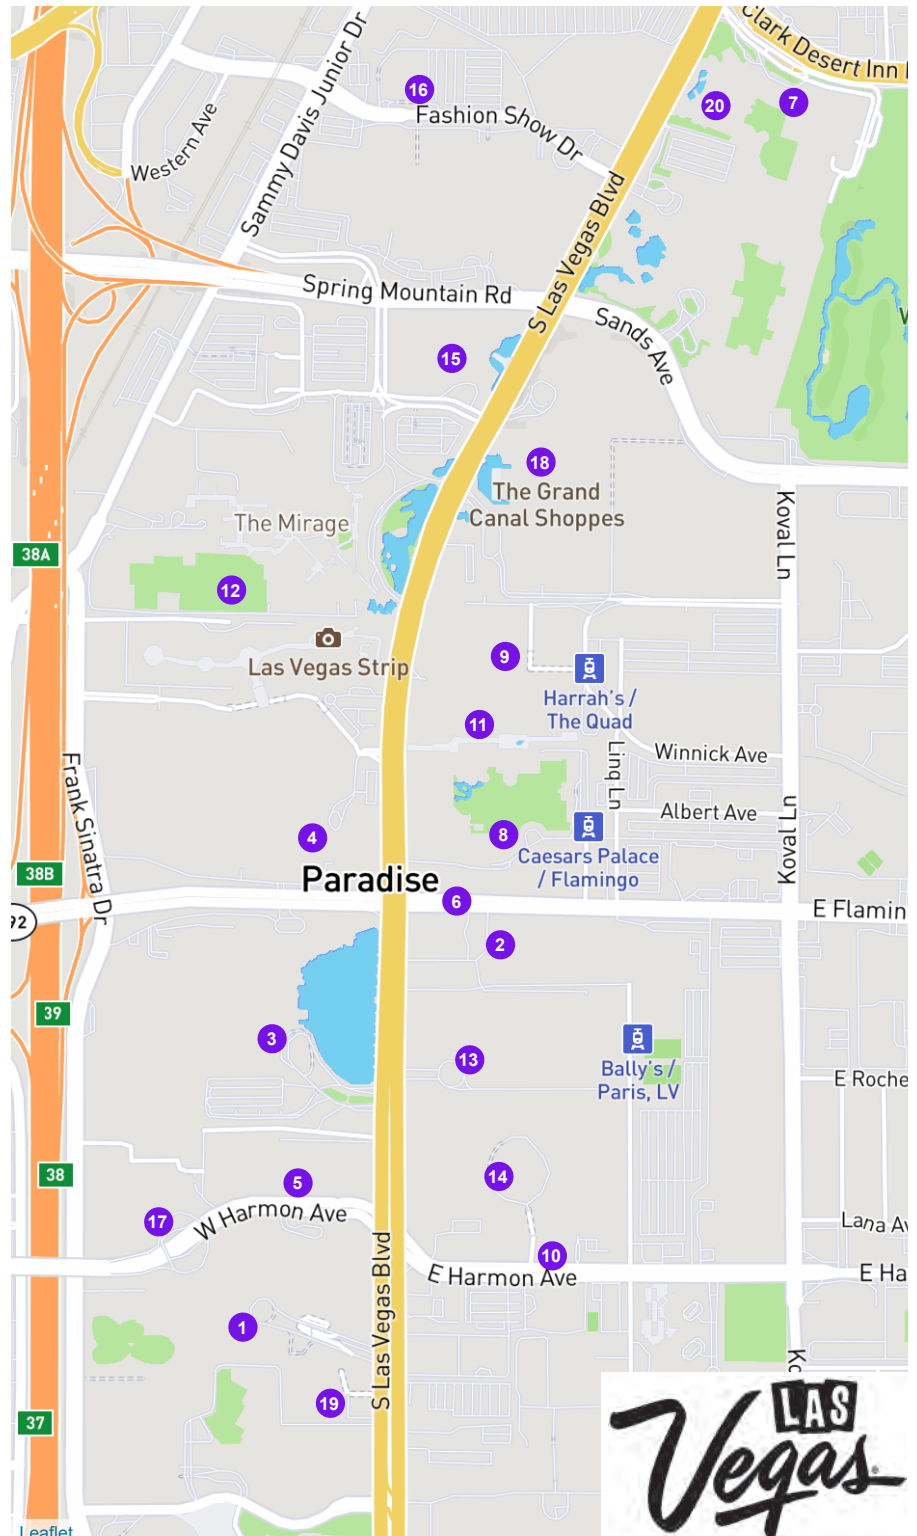 Clark Desert Inn
16
20
7
Fashion Show Dr
Western Ave
Sammy Davis Junior Dr
S Las Vegas Blvd
Spring Mountain Rd
Sands Ave
15
18
The Grand
Canal Shoppes
The Mirage
Koval Ln
38A
12
9
Las Vegas Strip
Harrah's /
The Quad
11
Winnick Ave
Linq Ln
Frank Sinatra Dr
Albert Ave
Koval Ln
4
8
Caesars Palace
/ Flamingo
38B
Paradise
6
E Flamin
92
2
39
3
13
Bally's /
Paris, LV
E Roche
38
5
14
17
W Harmon Ave
Lana Av
10
E Harmon Ave
E Ha
S Las Vegas Blvd
1
Ko
19
37
LAS
Vegas
Leaflet